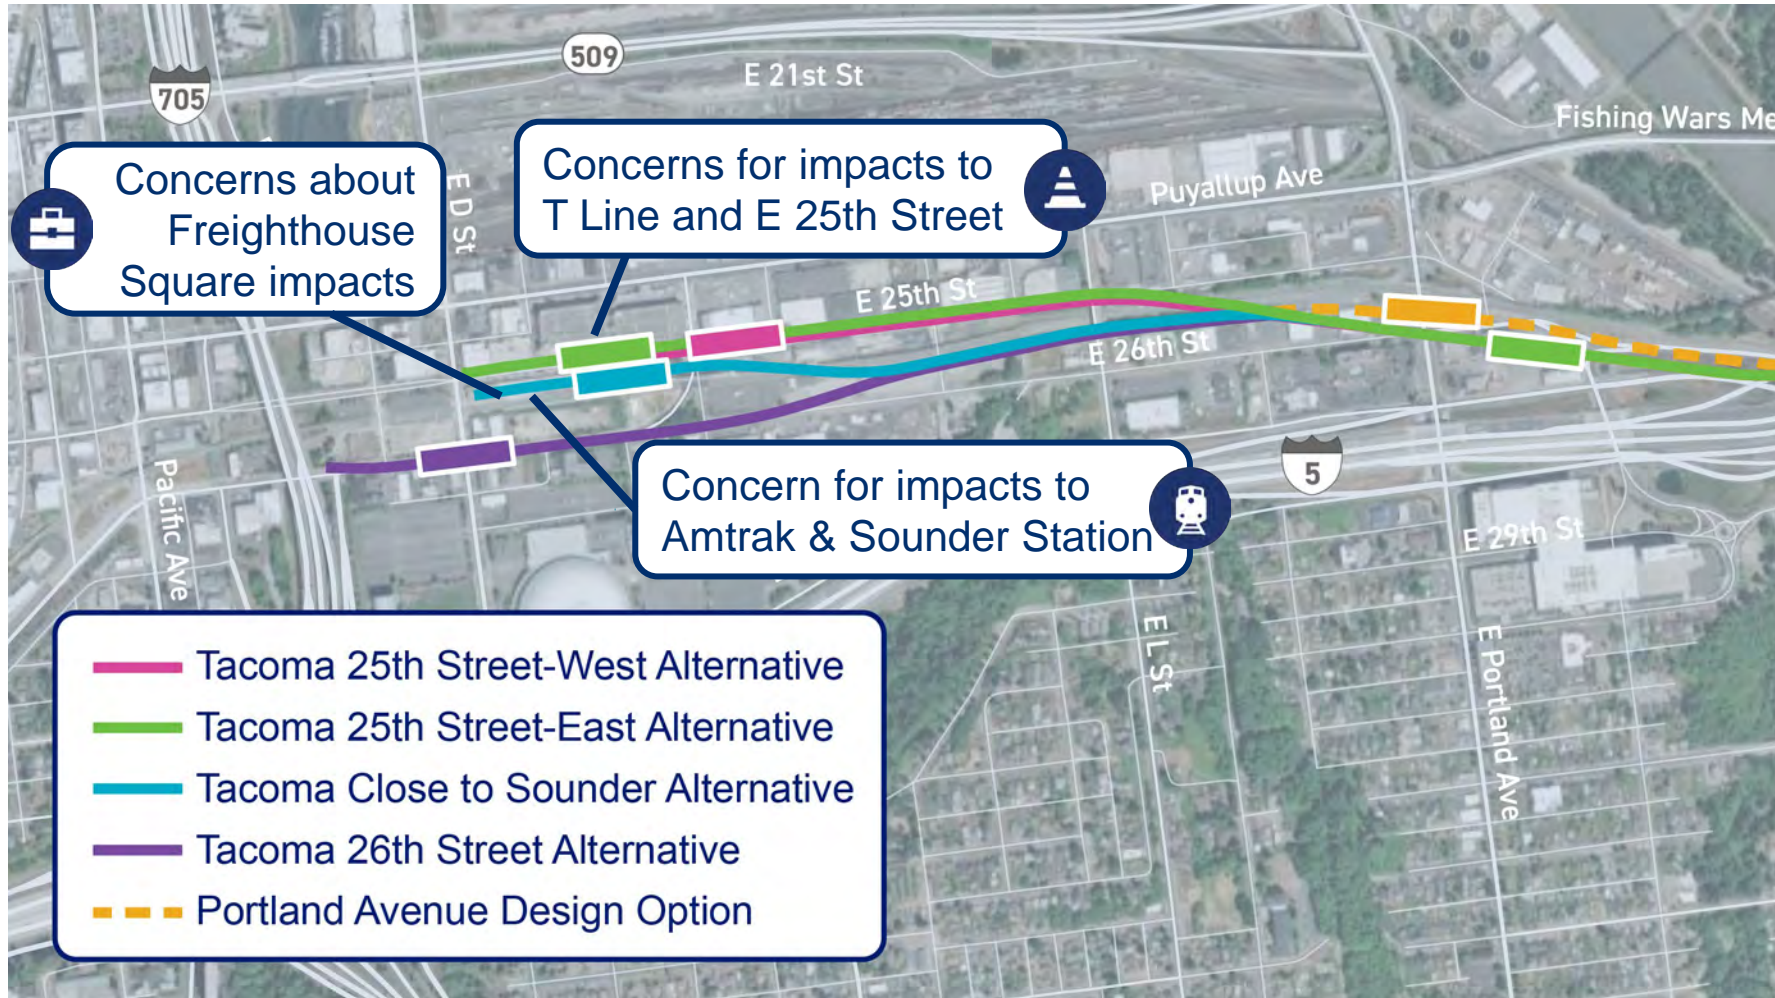 509
E 21st St
705
Fishing Wars Me
Concerns about
Freighthouse
Square impacts
E D St
Concerns for impacts to
T Line and E 25th Street
Puyallup Ave
E 25th St
E 26th St
Pacific Ave
Concern for impacts to
Amtrak & Sounder Station
5
E 29th St
E L St
E Portland Ave
Tacoma 25th Street-West Alternative
Tacoma 25th Street-East Alternative
Tacoma Close to Sounder Alternative
Tacoma 26th Street Alternative
Portland Avenue Design Option